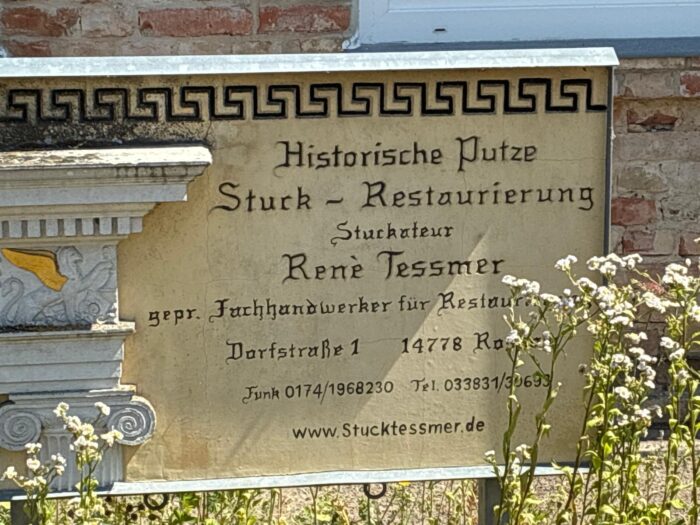 Historische Putze
Stuck - Restaurierung
Stuckateur
Renè Tessmer
gepr. Fachhandwerker für
Dorfstraße 1 14778
Funk 0174/1968230 Tel. 033831/30693
www.Stucktessmer.de